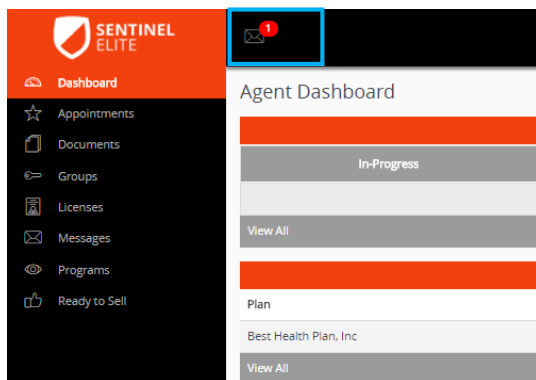 SENTINEL
ELITE
1
Dashboard
Appointments
Documents
Groups
Licenses
Messages
Programs
Ready to Sell
Agent Dashboard
In-Progress
View All
Plan
Best Health Plan, Inc
View All